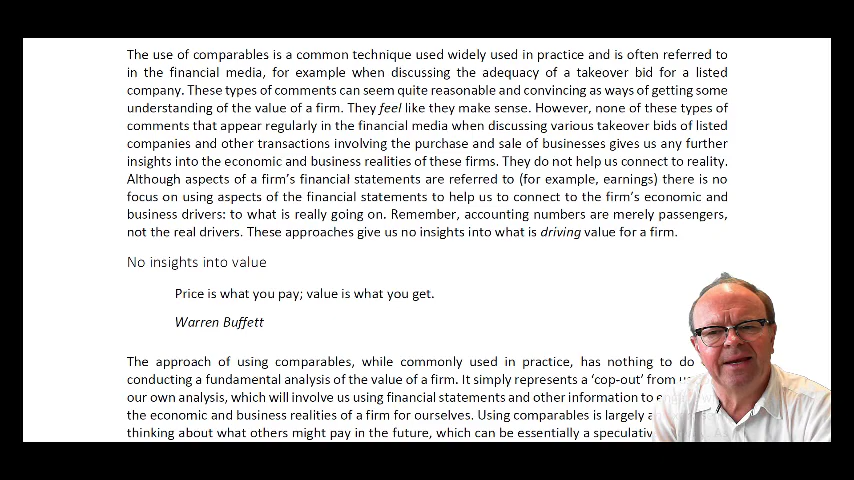 The use of comparables is a common technique used widely used in practice and is often referred to
in the financial media, for example when discussing the adequacy of a takeover bid for a listed
company. These types of comments can seem quite reasonable and convincing as ways of getting some
understanding of the value of a firm. They feel like they make sense. However, none of these types of
comments that appear regularly in the financial media when discussing various takeover bids of listed
companies and other transactions involving the purchase and sale of businesses gives us any further
insights into the economic and business realities of these firms. They do not help us connect to reality.
Although aspects of a firm's financial statements are referred to (for example, earnings) there is no
focus on using aspects of the financial statements to help us to connect to the firm's economic and
business drivers: to what is really going on. Remember, accounting numbers are merely passengers,
not the real drivers. These approaches give us no insights into what is driving value for a firm.
No insights into value
Price is what you pay; value is what you get.
Warren Buffett
The approach of using comparables, while commonly used in practice, has nothing to do
conducting a fundamental analysis of the value of a firm. It simply represents a ‘cop-out’ from
our own analysis, which will involve us using financial statements and other information to
the economic and business realities of a firm for ourselves. Using comparables is largely
thinking about what others might pay in the future, which can be essentially a